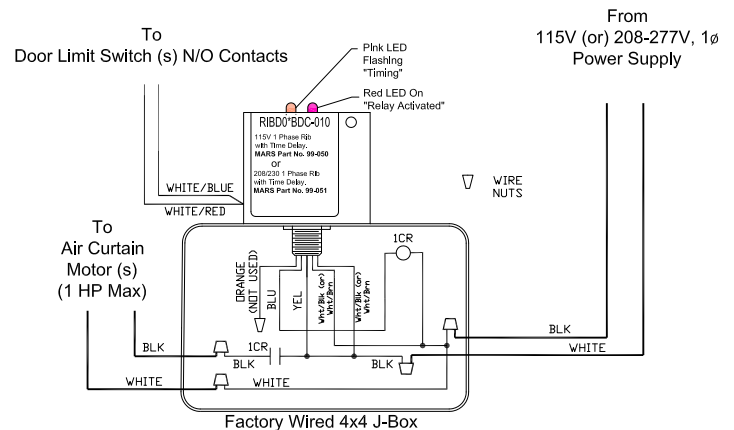 To
Door Limit Switch (s) N/O Contacts
PInk LED
FlashIng
"Timing"
Red LED On
"Relay Activated"
From
115V (or) 208-277V, 1ø
Power Supply
RIBD0*BDC-010
115V 1 Phase Rib
with Time Delay.
MARS Part No. 99-050
or
208/230 1 Phase Rib
with Time Delay.
MARS Part No. 99-051
WHITE/BLUE
WHITE/RED
WIRE
NUTS
To
Air Curtain
Motor (s)
(1 HP Max)
ORANGE
(NOT USED)
BLU
YEL
Wht/Blk (or)
Wht/Brn
Wht/Blk (or)
Wht/Brn
1CR
BLK
WHITE
BLK
BLK
1CR
BLK
WHITE
WHITE
Factory Wired 4x4 J-Box